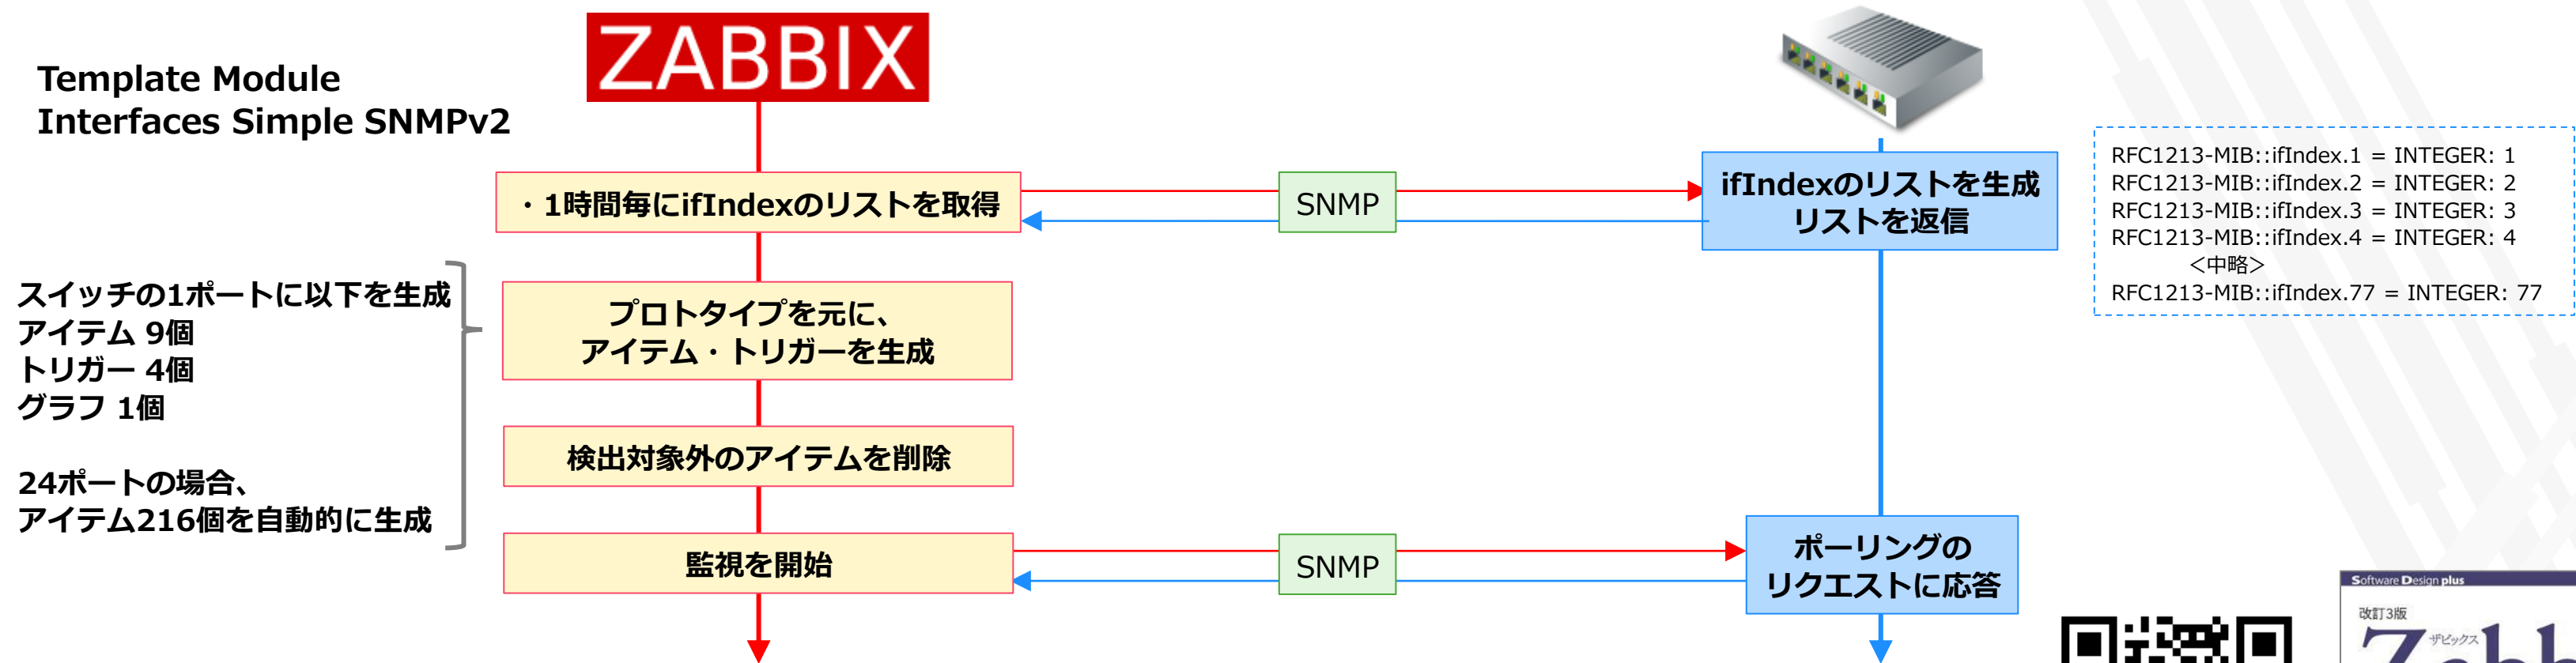 ZABBIX
Template Module
Interfaces Simple SNMPv2
・1時間毎にifIndexのリストを取得
SNMP
ifIndexのリストを生成
リストを返信
RFC1213-MIB::ifIndex.1 = INTEGER: 1
RFC1213-MIB::ifIndex.2 = INTEGER: 2
RFC1213-MIB::ifIndex.3 = INTEGER: 3
RFC1213-MIB::ifIndex.4 = INTEGER: 4
＜中略＞
RFC1213-MIB::ifIndex.77 = INTEGER: 77
スイッチの1ポートに以下を生成
アイテム 9個
トリガー 4個
グラフ 1個
24ポートの場合、
アイテム216個を自動的に生成
プロトタイプを元に、
アイテム・トリガーを生成
検出対象外のアイテムを削除
監視を開始
SNMP
ポーリングの
リクエストに応答
Software Design plus
改訂3版
ザビックス